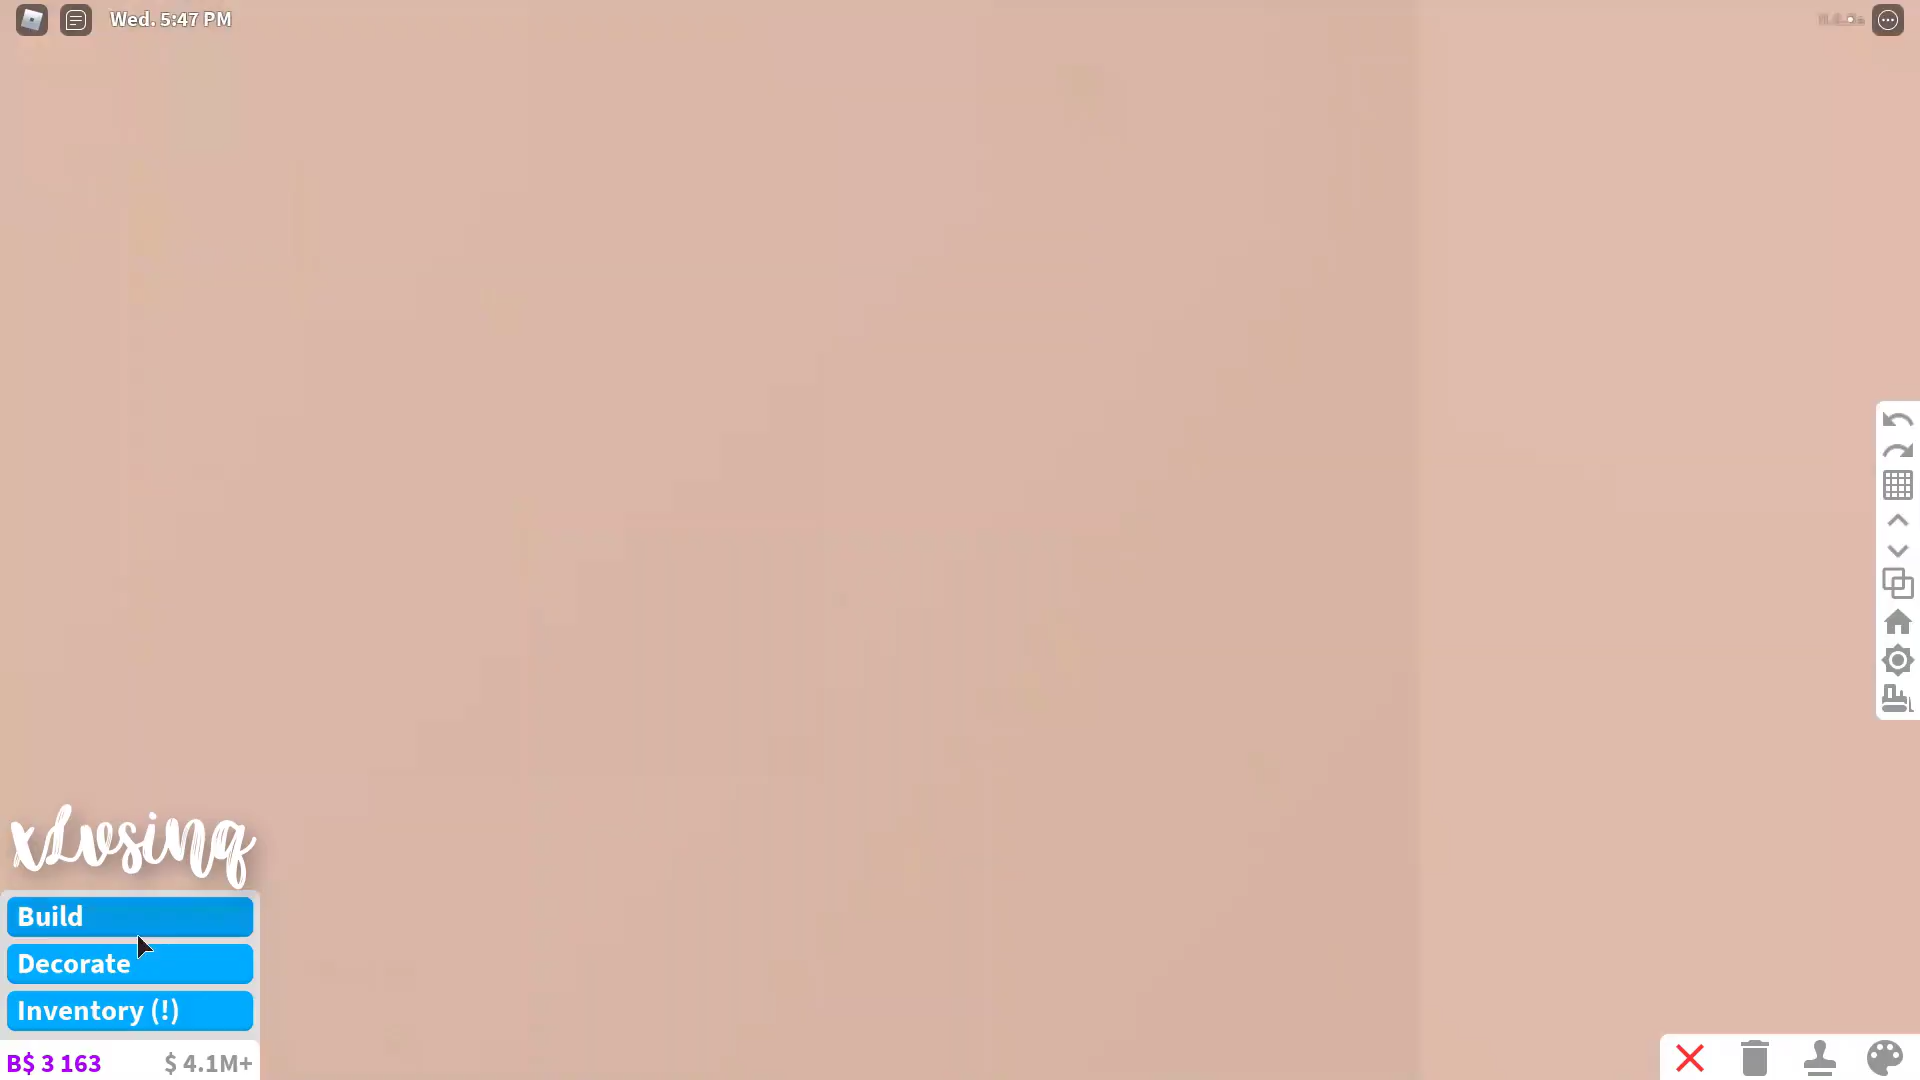 Wed. 5:47 PM
xLvsinq
Build
Decorate
Inventory (!)
B$ 3 163
$ 4.1M+